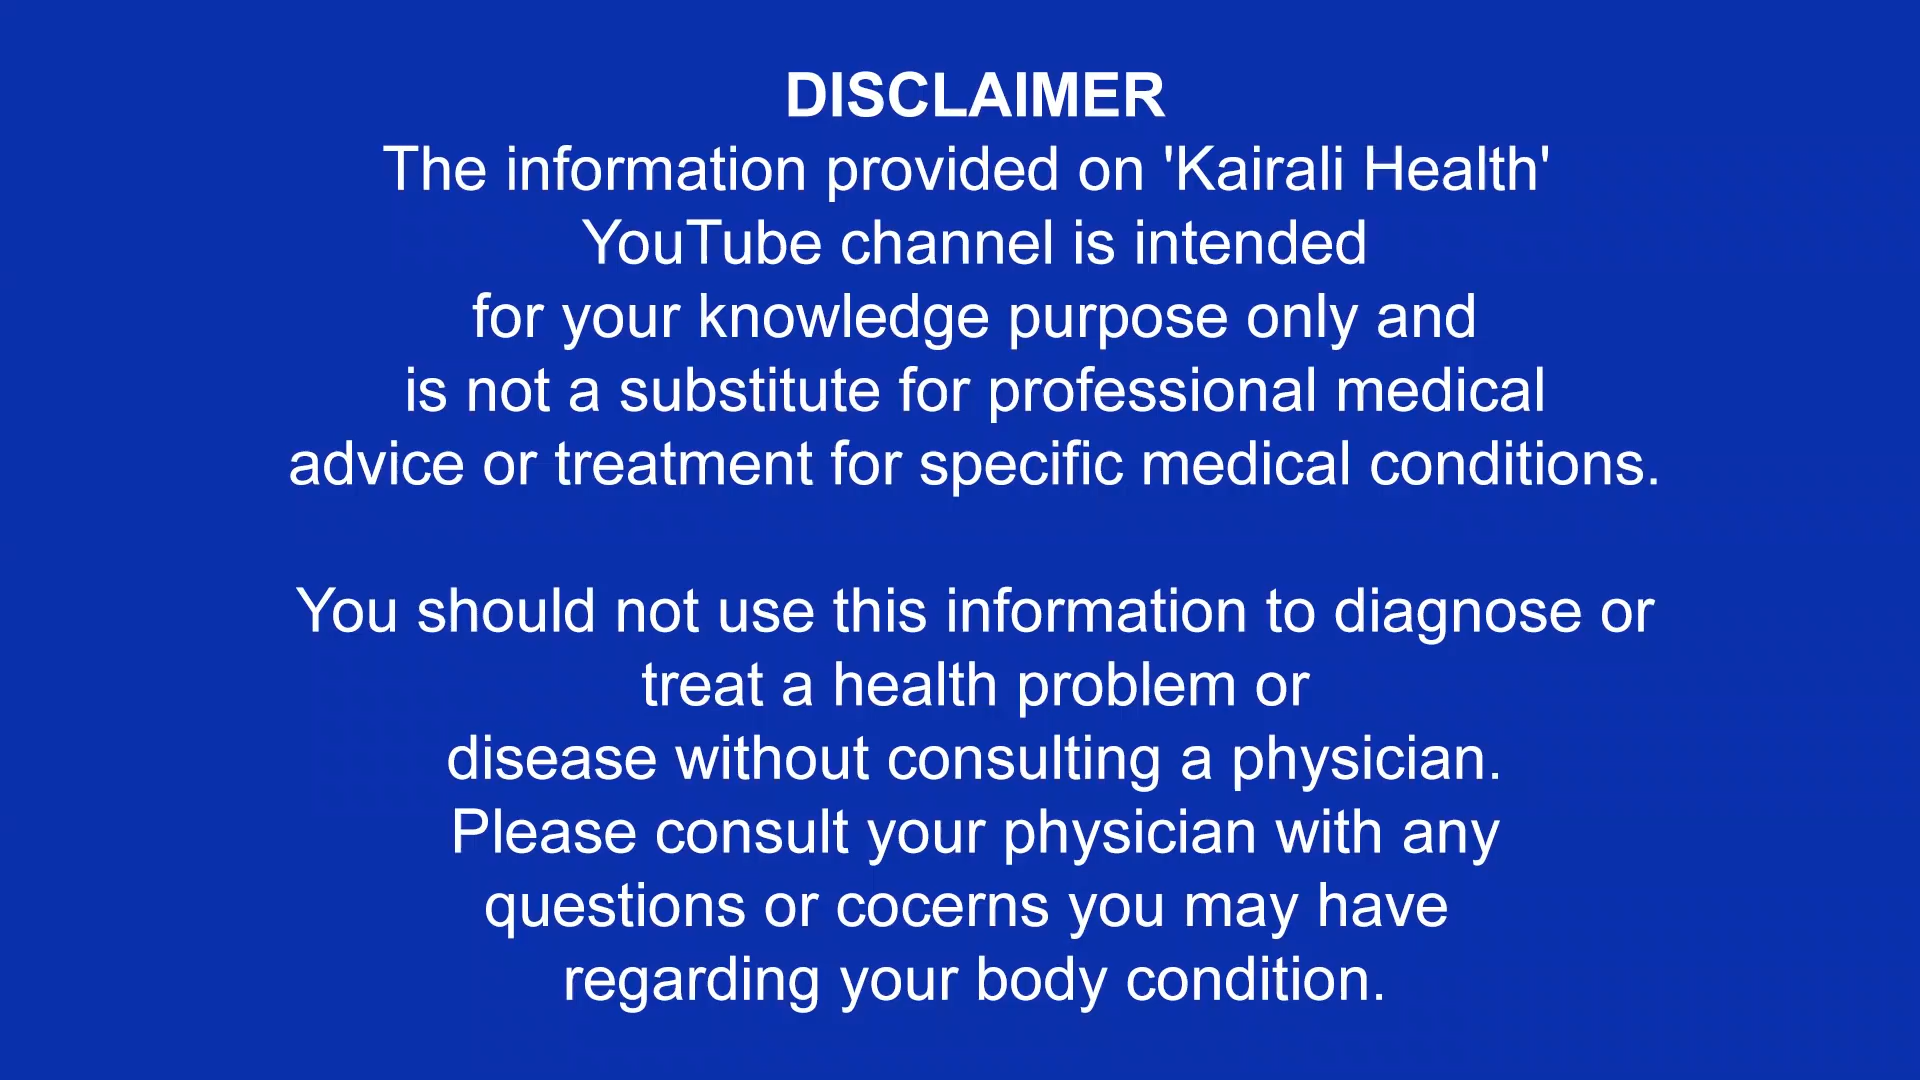 DISCLAIMER
The information provided on 'Kairali Health'
YouTube channel is intended
for your knowledge purpose only and
is not a substitute for professional medical
advice or treatment for specific medical conditions.
You should not use this information to diagnose or
treat a health problem or
disease without consulting a physician.
Please consult your physician with any
questions or cocerns you may have
regarding your body condition.